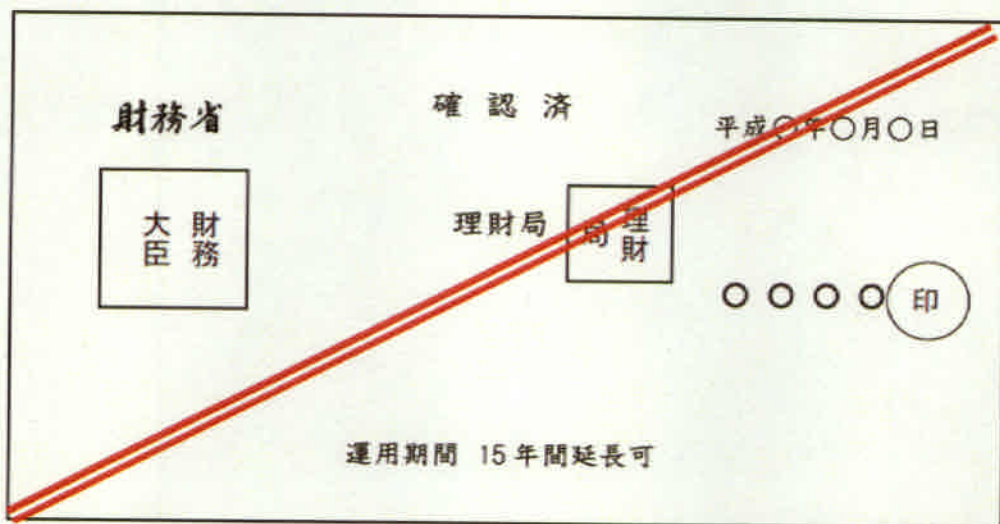 確認済
財務省
平成○年○月○日
財務大臣
理財局
理財局
○○○○印
運用期間 15年間延長可